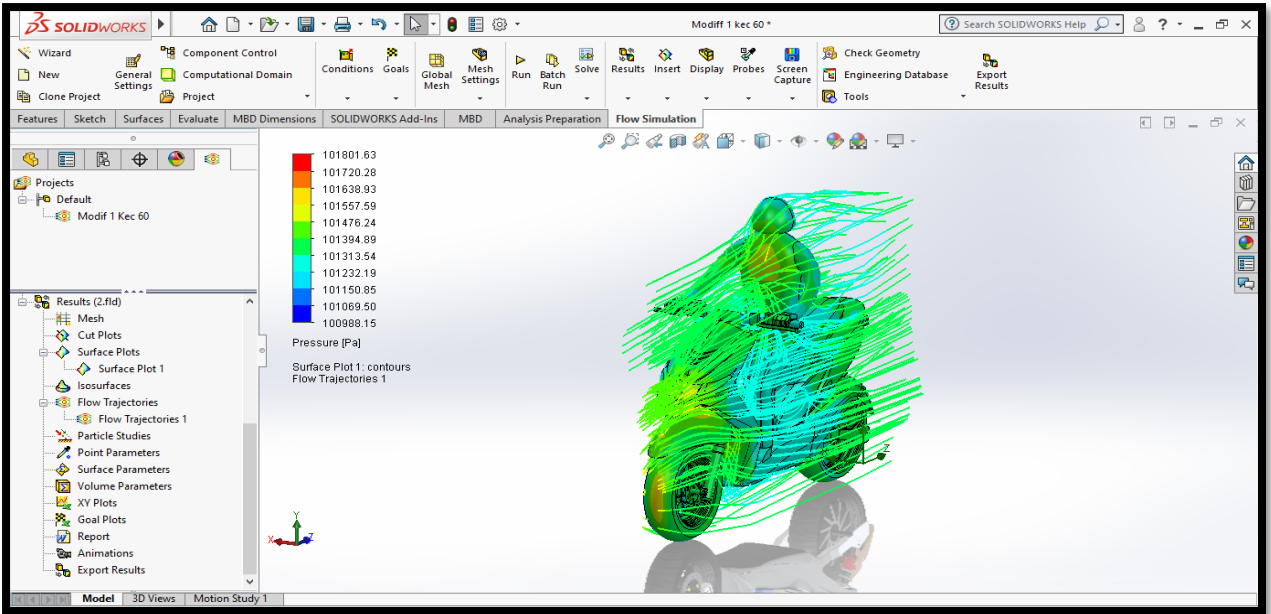 SOLIDWORKS
Modiff 1 kec 60 *
Search SOLIDWORKS Help
?
Wizard
New
Clone Project
General Settings
Component Control
Computational Domain
Project
Conditions
Goals
Global Mesh
Mesh Settings
Run
Batch Run
Solve
Results
Insert
Display
Probes
Screen Capture
Check Geometry
Engineering Database
Tools
Export Results
Features
Sketch
Surfaces
Evaluate
MBD Dimensions
SOLIDWORKS Add-Ins
MBD
Analysis Preparation
Flow Simulation
Projects
Default
Modif 1 Kec 60
Results (2.fld)
Mesh
Cut Plots
Surface Plots
Surface Plot 1
Isosurfaces
Flow Trajectories
Flow Trajectories 1
Particle Studies
Point Parameters
Surface Parameters
Volume Parameters
XY Plots
Goal Plots
Report
Animations
Export Results
101801.63
101720.28
101638.93
101557.59
101476.24
101394.89
101313.54
101232.19
101150.85
101069.50
100988.15
Pressure [Pa]
Surface Plot 1: contours
Flow Trajectories 1
Z
Y
X
Z
Model
3D Views
Motion Study 1